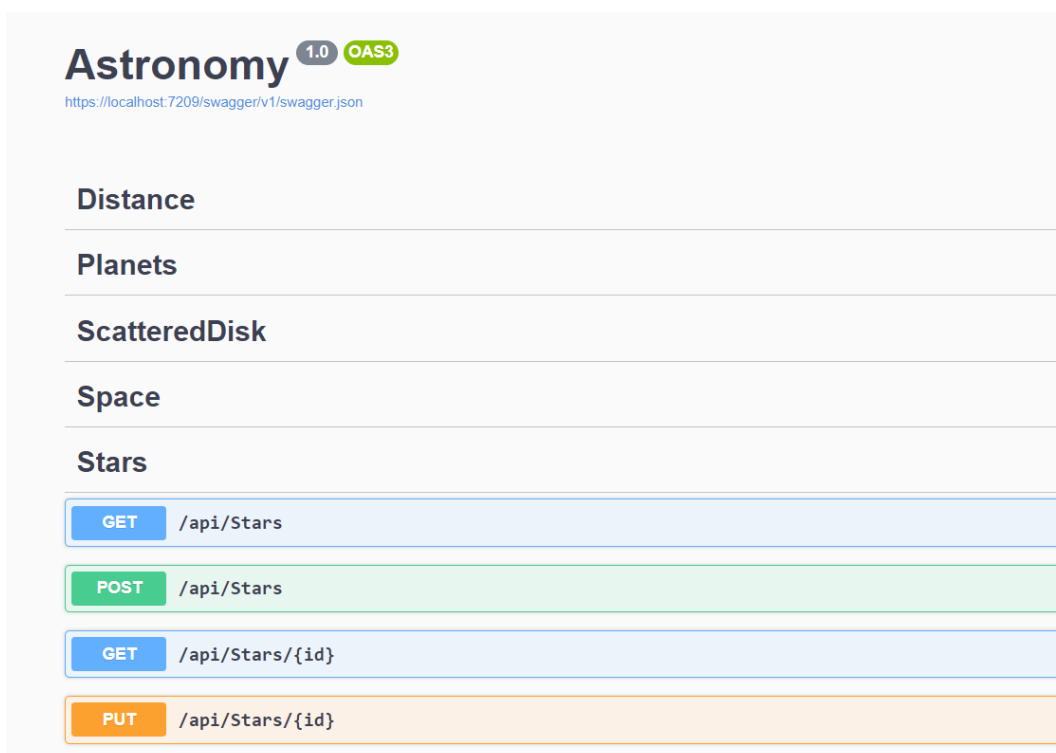 Astronomy 1.0 OAS3
https://localhost:7209/swagger/v1/swagger.json
Distance
Planets
ScatteredDisk
Space
Stars
GET /api/Stars
POST /api/Stars
GET /api/Stars/{id}
PUT /api/Stars/{id}